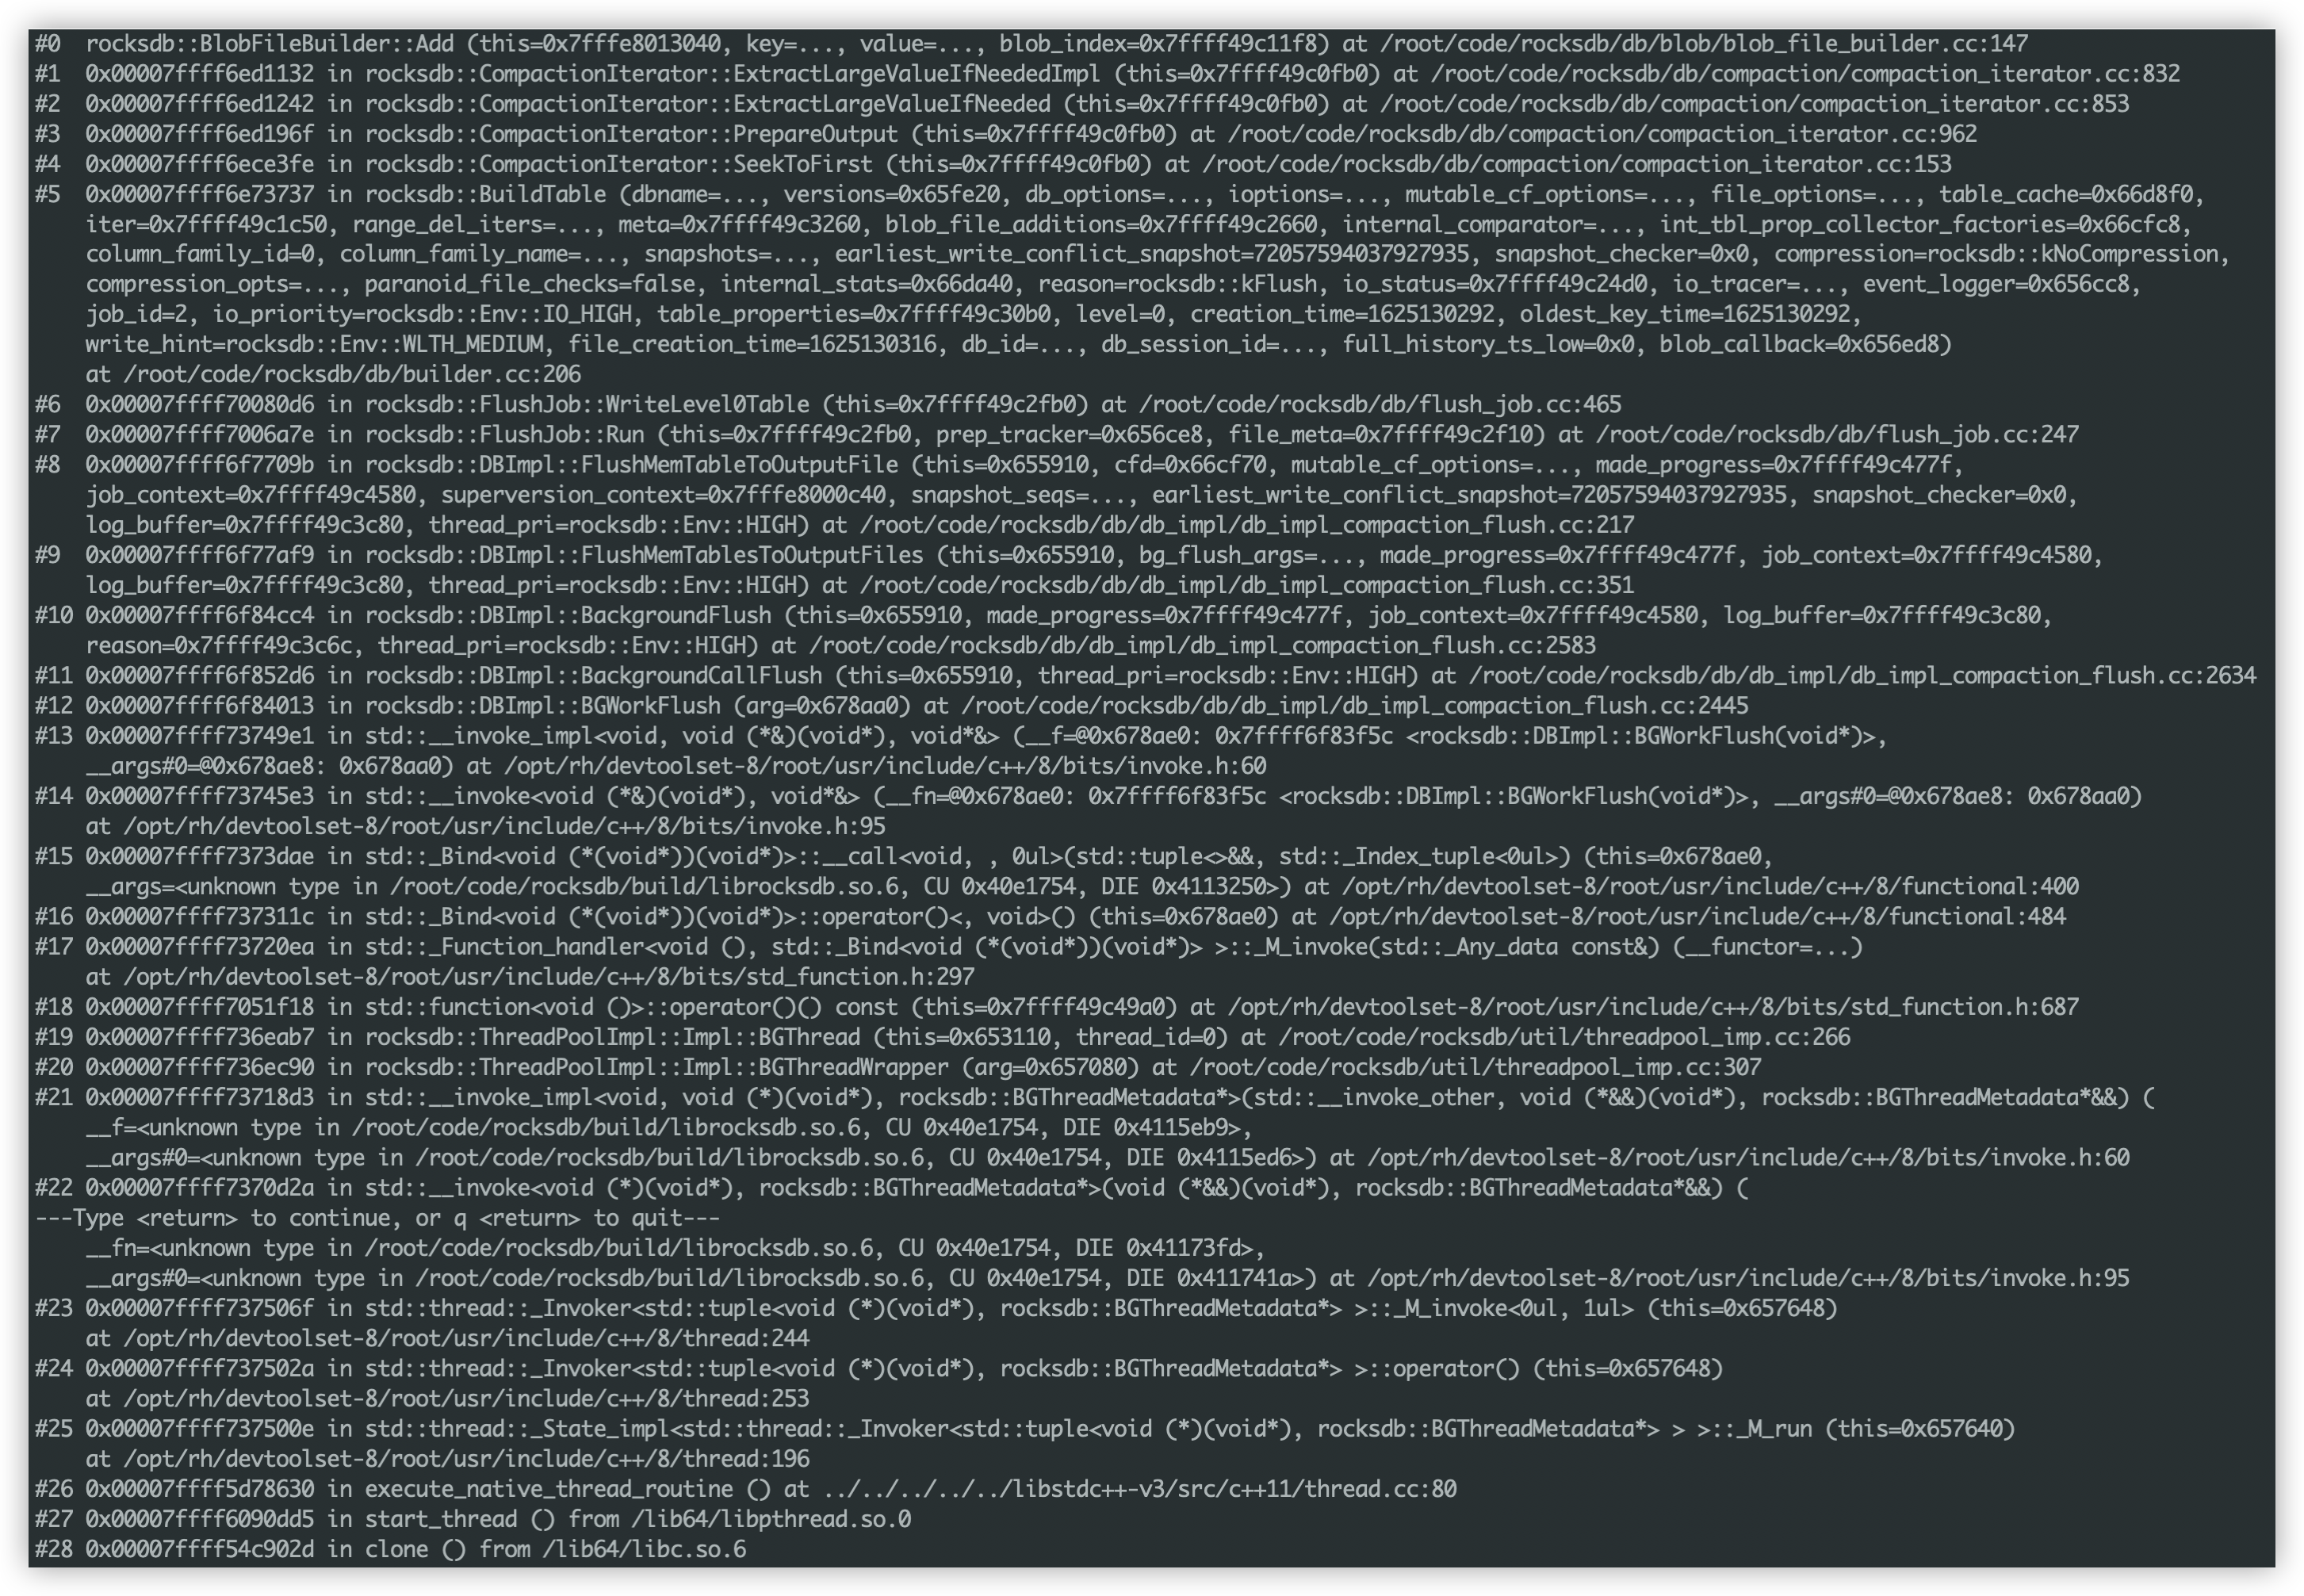 #0  rocksdb::BlobFileBuilder::Add (this=0x7fffe8013040, key=..., value=..., blob_index=0x7ffff49c11f8) at /root/code/rocksdb/db/blob/blob_file_builder.cc:147
#1  0x00007ffff6ed1132 in rocksdb::CompactionIterator::ExtractLargeValueIfNeededImpl (this=0x7ffff49c0fb0) at /root/code/rocksdb/db/compaction/compaction_iterator.cc:832
#2  0x00007ffff6ed1242 in rocksdb::CompactionIterator::ExtractLargeValueIfNeeded (this=0x7ffff49c0fb0) at /root/code/rocksdb/db/compaction/compaction_iterator.cc:853
#3  0x00007ffff6ed196f in rocksdb::CompactionIterator::PrepareOutput (this=0x7ffff49c0fb0) at /root/code/rocksdb/db/compaction/compaction_iterator.cc:962
#4  0x00007ffff6ece3fe in rocksdb::CompactionIterator::SeekToFirst (this=0x7ffff49c0fb0) at /root/code/rocksdb/db/compaction/compaction_iterator.cc:153
#5  0x00007ffff6e73737 in rocksdb::BuildTable (dbname=..., versions=0x65fe20, db_options=..., ioptions=..., mutable_cf_options=..., file_options=..., table_cache=0x66d8f0,
    iter=0x7ffff49c1c50, range_del_iters=..., meta=0x7ffff49c3260, blob_file_additions=0x7ffff49c2660, internal_comparator=..., int_tbl_prop_collector_factories=0x66cfc8,
    column_family_id=0, column_family_name=..., snapshots=..., earliest_write_conflict_snapshot=72057594037927935, snapshot_checker=0x0, compression=rocksdb::kNoCompression,
    compression_opts=..., paranoid_file_checks=false, internal_stats=0x66da40, reason=rocksdb::kFlush, io_status=0x7ffff49c24d0, io_tracer=..., event_logger=0x656cc8,
    job_id=2, io_priority=rocksdb::Env::IO_HIGH, table_properties=0x7ffff49c30b0, level=0, creation_time=1625130292, oldest_key_time=1625130292,
    write_hint=rocksdb::Env::WLTH_MEDIUM, file_creation_time=1625130316, db_id=..., db_session_id=..., full_history_ts_low=0x0, blob_callback=0x656ed8)
    at /root/code/rocksdb/db/builder.cc:206
#6  0x00007ffff70080d6 in rocksdb::FlushJob::WriteLevel0Table (this=0x7ffff49c2fb0) at /root/code/rocksdb/db/flush_job.cc:465
#7  0x00007ffff7006a7e in rocksdb::FlushJob::Run (this=0x7ffff49c2fb0, prep_tracker=0x656ce8, file_meta=0x7ffff49c2f10) at /root/code/rocksdb/db/flush_job.cc:247
#8  0x00007ffff6f7709b in rocksdb::DBImpl::FlushMemTableToOutputFile (this=0x655910, cfd=0x66cf70, mutable_cf_options=..., made_progress=0x7ffff49c477f,
    job_context=0x7ffff49c4580, superversion_context=0x7fffe8000c40, snapshot_seqs=..., earliest_write_conflict_snapshot=72057594037927935, snapshot_checker=0x0,
    log_buffer=0x7ffff49c3c80, thread_pri=rocksdb::Env::HIGH) at /root/code/rocksdb/db/db_impl/db_impl_compaction_flush.cc:217
#9  0x00007ffff6f77af9 in rocksdb::DBImpl::FlushMemTablesToOutputFiles (this=0x655910, bg_flush_args=..., made_progress=0x7ffff49c477f, job_context=0x7ffff49c4580,
    log_buffer=0x7ffff49c3c80, thread_pri=rocksdb::Env::HIGH) at /root/code/rocksdb/db/db_impl/db_impl_compaction_flush.cc:351
#10 0x00007ffff6f84cc4 in rocksdb::DBImpl::BackgroundFlush (this=0x655910, made_progress=0x7ffff49c477f, job_context=0x7ffff49c4580, log_buffer=0x7ffff49c3c80,
    reason=0x7ffff49c3c6c, thread_pri=rocksdb::Env::HIGH) at /root/code/rocksdb/db/db_impl/db_impl_compaction_flush.cc:2583
#11 0x00007ffff6f852d6 in rocksdb::DBImpl::BackgroundCallFlush (this=0x655910, thread_pri=rocksdb::Env::HIGH) at /root/code/rocksdb/db/db_impl/db_impl_compaction_flush.cc:2634
#12 0x00007ffff6f84013 in rocksdb::DBImpl::BGWorkFlush (arg=0x678aa0) at /root/code/rocksdb/db/db_impl/db_impl_compaction_flush.cc:2445
#13 0x00007ffff73749e1 in std::__invoke_impl<void, void (*&)(void*), void*&> (__f=@0x678ae0: 0x7ffff6f83f5c <rocksdb::DBImpl::BGWorkFlush(void*)>,
    __args#0=@0x678ae8: 0x678aa0) at /opt/rh/devtoolset-8/root/usr/include/c++/8/bits/invoke.h:60
#14 0x00007ffff73745e3 in std::__invoke<void (*&)(void*), void*&> (__fn=@0x678ae0: 0x7ffff6f83f5c <rocksdb::DBImpl::BGWorkFlush(void*)>, __args#0=@0x678ae8: 0x678aa0)
    at /opt/rh/devtoolset-8/root/usr/include/c++/8/bits/invoke.h:95
#15 0x00007ffff7373dae in std::_Bind<void (*(void*))(void*)>::__call<void, , 0ul>(std::tuple<>&&, std::_Index_tuple<0ul>) (this=0x678ae0,
    __args=<unknown type in /root/code/rocksdb/build/librocksdb.so.6, CU 0x40e1754, DIE 0x4113250>) at /opt/rh/devtoolset-8/root/usr/include/c++/8/functional:400
#16 0x00007ffff737311c in std::_Bind<void (*(void*))(void*)>::operator()<, void>() (this=0x678ae0) at /opt/rh/devtoolset-8/root/usr/include/c++/8/functional:484
#17 0x00007ffff73720ea in std::_Function_handler<void (), std::_Bind<void (*(void*))(void*)> >::_M_invoke(std::_Any_data const&) (__functor=...)
    at /opt/rh/devtoolset-8/root/usr/include/c++/8/bits/std_function.h:297
#18 0x00007ffff7051f18 in std::function<void ()>::operator()() const (this=0x7ffff49c49a0) at /opt/rh/devtoolset-8/root/usr/include/c++/8/bits/std_function.h:687
#19 0x00007ffff736eab7 in rocksdb::ThreadPoolImpl::Impl::BGThread (this=0x653110, thread_id=0) at /root/code/rocksdb/util/threadpool_imp.cc:266
#20 0x00007ffff736ec90 in rocksdb::ThreadPoolImpl::Impl::BGThreadWrapper (arg=0x657080) at /root/code/rocksdb/util/threadpool_imp.cc:307
#21 0x00007ffff73718d3 in std::__invoke_impl<void, void (*)(void*), rocksdb::BGThreadMetadata*>(std::__invoke_other, void (*&&)(void*), rocksdb::BGThreadMetadata*&&) (
    __f=<unknown type in /root/code/rocksdb/build/librocksdb.so.6, CU 0x40e1754, DIE 0x4115eb9>,
    __args#0=<unknown type in /root/code/rocksdb/build/librocksdb.so.6, CU 0x40e1754, DIE 0x4115ed6>) at /opt/rh/devtoolset-8/root/usr/include/c++/8/bits/invoke.h:60
#22 0x00007ffff7370d2a in std::__invoke<void (*)(void*), rocksdb::BGThreadMetadata*>(void (*&&)(void*), rocksdb::BGThreadMetadata*&&) (
---Type <return> to continue, or q <return> to quit---
    __fn=<unknown type in /root/code/rocksdb/build/librocksdb.so.6, CU 0x40e1754, DIE 0x41173fd>,
    __args#0=<unknown type in /root/code/rocksdb/build/librocksdb.so.6, CU 0x40e1754, DIE 0x411741a>) at /opt/rh/devtoolset-8/root/usr/include/c++/8/bits/invoke.h:95
#23 0x00007ffff737506f in std::thread::_Invoker<std::tuple<void (*)(void*), rocksdb::BGThreadMetadata*> >::_M_invoke<0ul, 1ul> (this=0x657648)
    at /opt/rh/devtoolset-8/root/usr/include/c++/8/thread:244
#24 0x00007ffff737502a in std::thread::_Invoker<std::tuple<void (*)(void*), rocksdb::BGThreadMetadata*> >::operator() (this=0x657648)
    at /opt/rh/devtoolset-8/root/usr/include/c++/8/thread:253
#25 0x00007ffff737500e in std::thread::_State_impl<std::thread::_Invoker<std::tuple<void (*)(void*), rocksdb::BGThreadMetadata*> > >::_M_run (this=0x657640)
    at /opt/rh/devtoolset-8/root/usr/include/c++/8/thread:196
#26 0x00007ffff5d78630 in execute_native_thread_routine () at ../../../../../libstdc++-v3/src/c++11/thread.cc:80
#27 0x00007ffff6090dd5 in start_thread () from /lib64/libpthread.so.0
#28 0x00007ffff54c902d in clone () from /lib64/libc.so.6